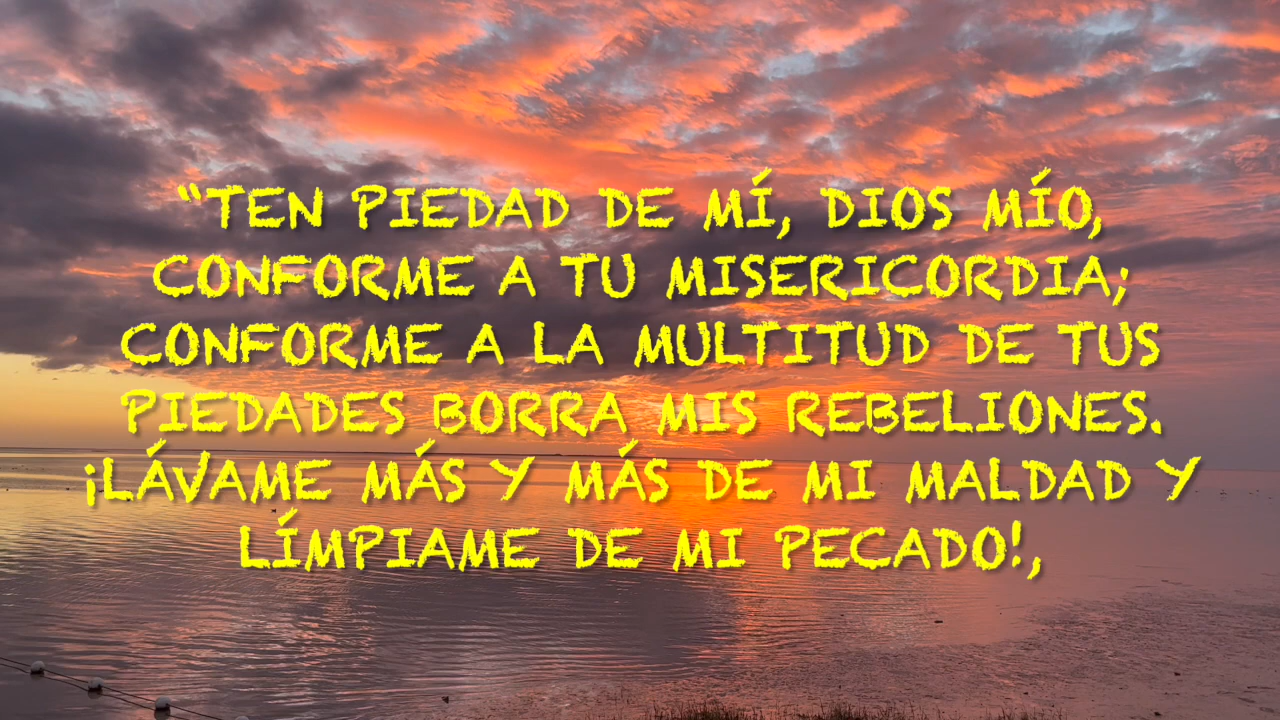 “TEN PIEDAD DE MÍ, DIOS MÍO,
CONFORME A TU MISERICORDIA;
CONFORME A LA MULTITUD DE TUS
PIEDADES BORRA MIS REBELIONES.
¡LÁVAME MÁS Y MÁS DE MI MALDAD Y
LÍMPIAME DE MI PECADO!,